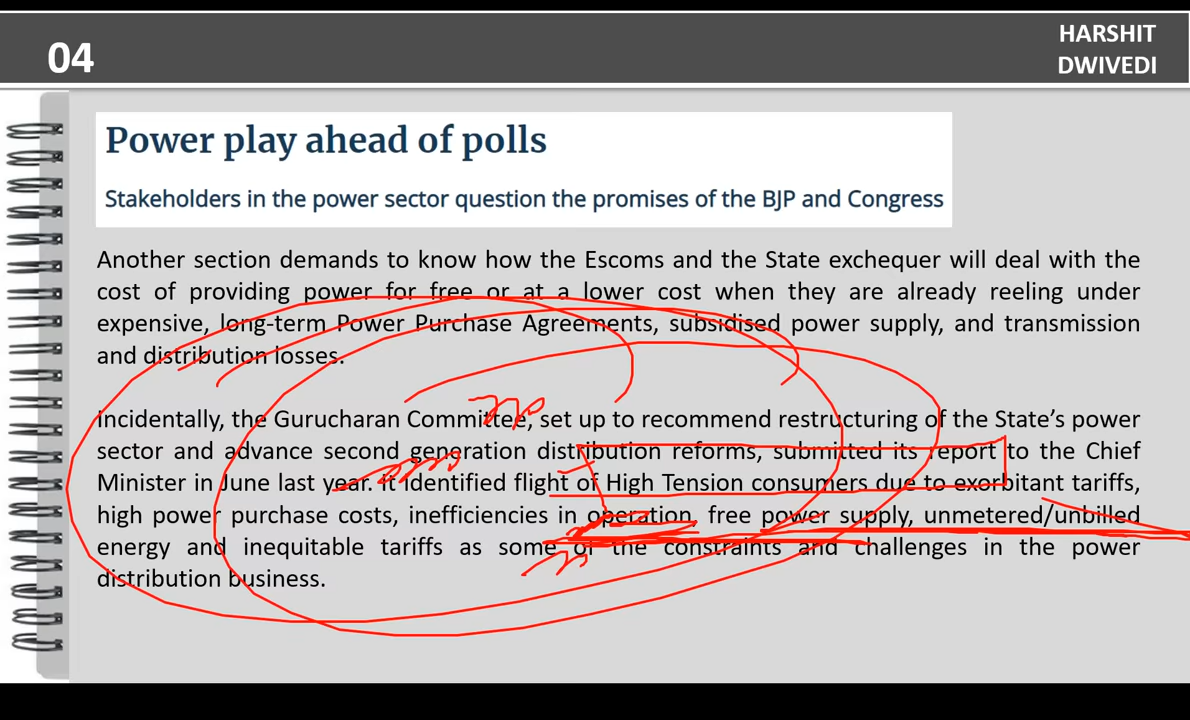 04
HARSHIT
DWIVEDI
Power play ahead of polls
Stakeholders in the power sector question the promises of the BJP and Congress
Another section demands to know how the Escoms and the State exchequer will deal with the
cost of providing power for free or at a lower cost when they are already reeling under
expensive, long-term Power Purchase Agreements, subsidised power supply, and transmission
and distribution losses.
Incidentally, the Gurucharan Committee, set up to recommend restructuring of the State's power
sector and advance second generation distribution reforms, submitted its report to the Chief
Minister in June last year. It identified flight of High Tension consumers due to exorbitant tariffs,
high power purchase costs, inefficiencies in operation, free power supply, unmetered/unbilled
energy and inequitable tariffs as some of the constraints and challenges in the power
distribution business.